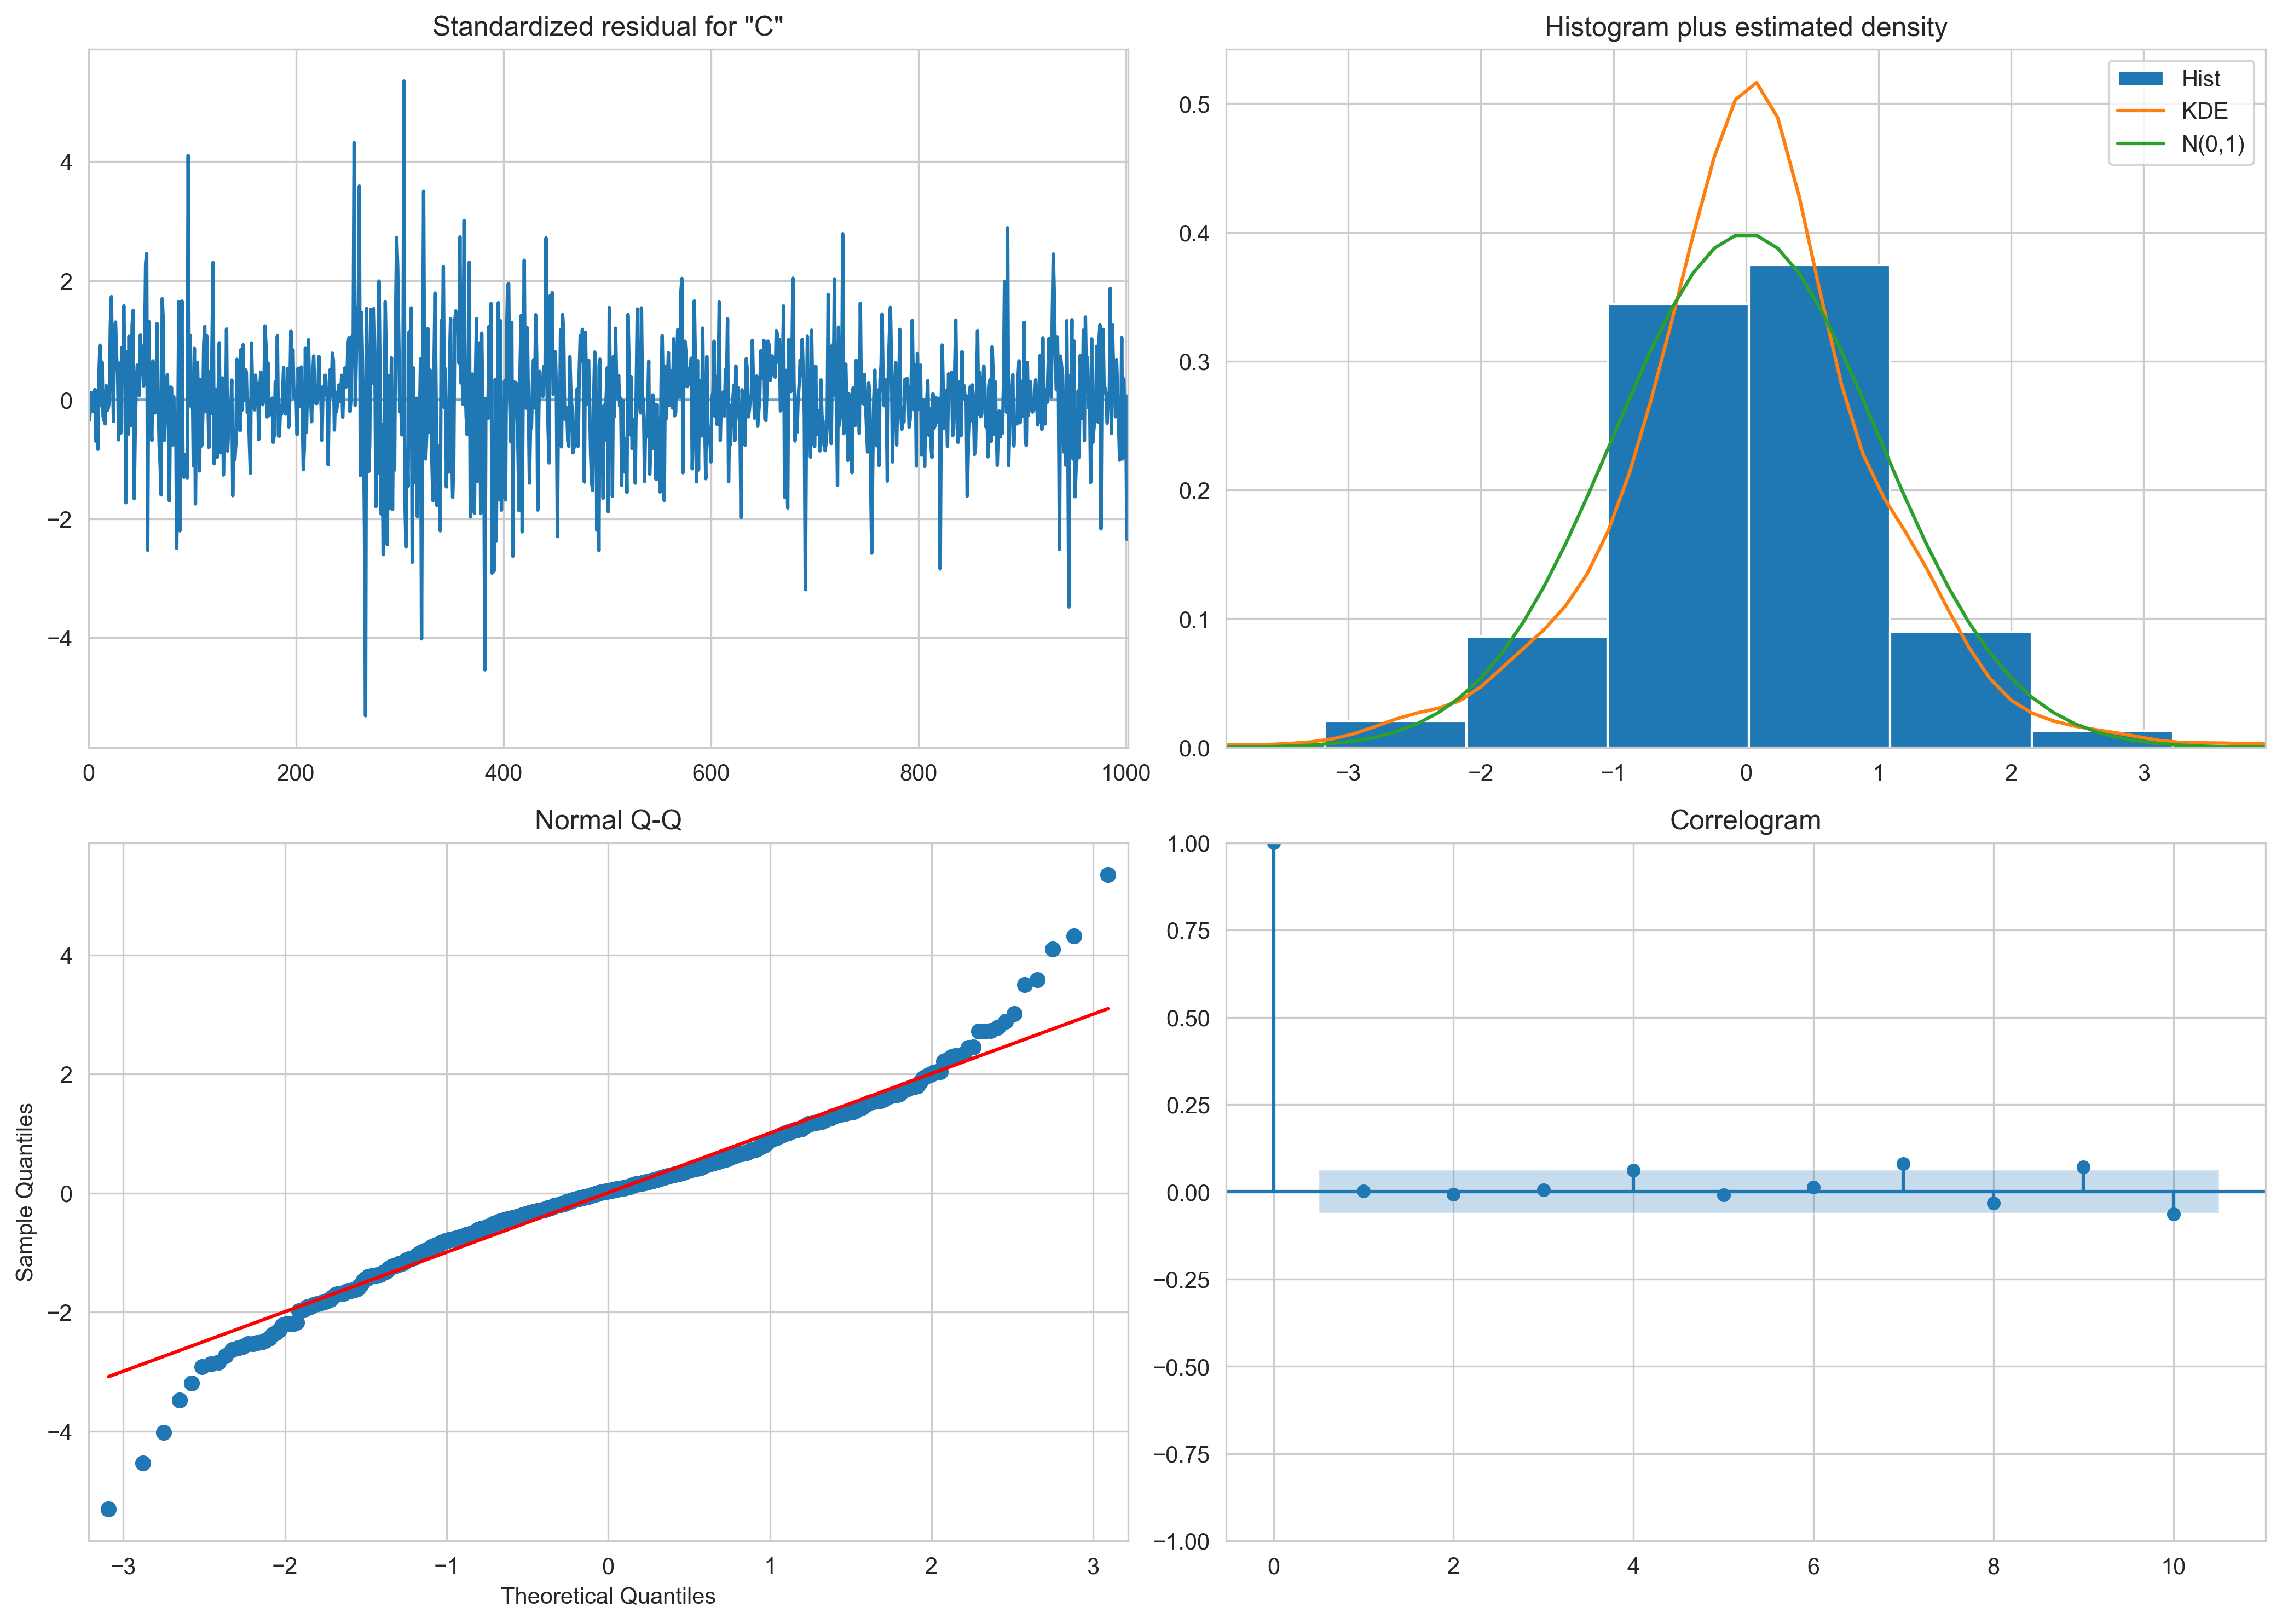 Standardized residual for "C"
4
2
0
−2
−4
0 200 400 600 800 1000
Histogram plus estimated density
Hist
KDE
N(0,1)
0.5
0.4
0.3
0.2
0.1
0.0
−3 −2 −1 0 1 2 3
Normal Q-Q
Sample Quantiles
4
2
0
−2
−4
−3 −2 −1 0 1 2 3
Theoretical Quantiles
Correlogram
1.00
0.75
0.50
0.25
0.00
−0.25
−0.50
−0.75
−1.00
0 2 4 6 8 10